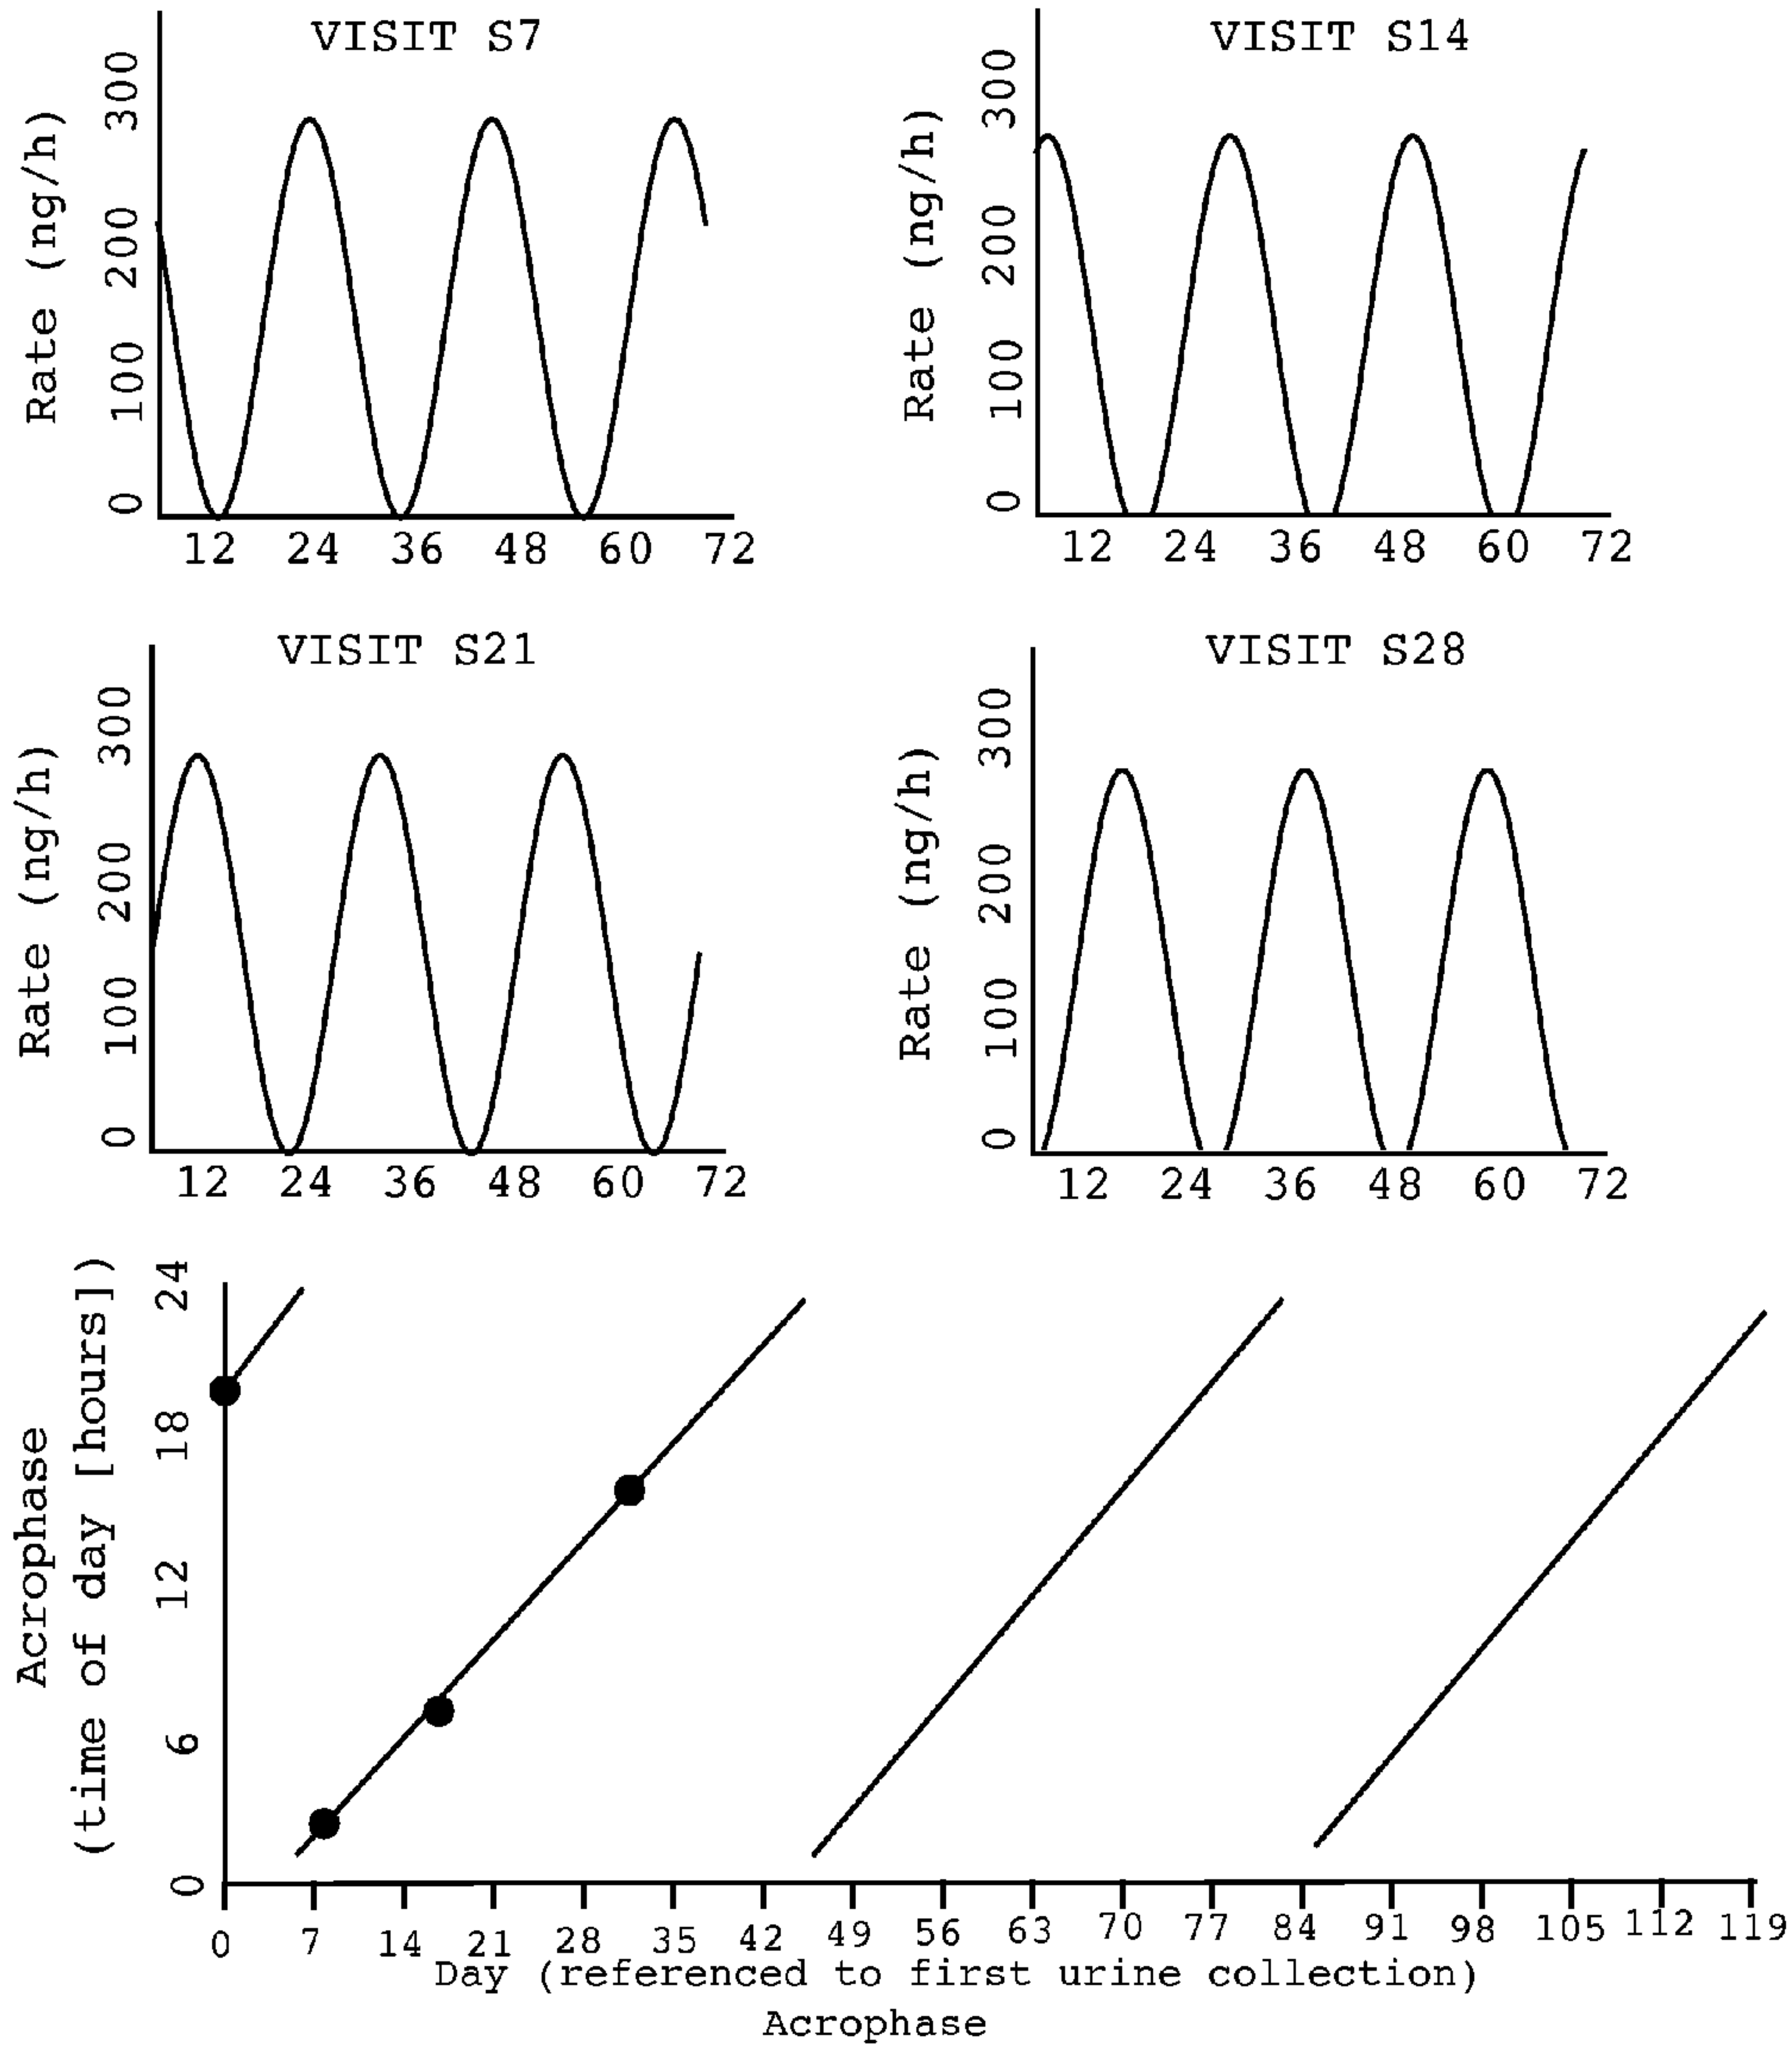 VISIT S7
Rate (ng/h)
300
200
100
0
12 24 36 48 60 72
VISIT S14
Rate (ng/h)
300
200
100
0
12 24 36 48 60 72
VISIT S21
Rate (ng/h)
300
200
100
0
12 24 36 48 60 72
VISIT S28
Rate (ng/h)
300
200
100
0
12 24 36 48 60 72
Acrophase
(time of day [hours])
24
18
12
6
0
0 7 14 21 28 35 42 49 56 63 70 77 84 91 98 105 112 119
Day (referenced to first urine collection)
Acrophase